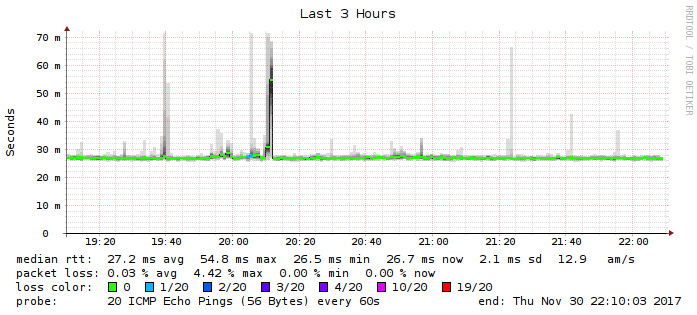 Last 3 Hours
RRDTOOL / TOBI OETIKER
Seconds
70 m
60 m
50 m
40 m
30 m
20 m
10 m
0
19:20 19:40 20:00 20:20 20:40 21:00 21:20 21:40 22:00
median rtt: 27.2 ms avg 54.8 ms max 26.5 ms min 26.7 ms now 2.1 ms sd 12.9 am/s
packet loss: 0.03 % avg 4.42 % max 0.00 % min 0.00 % now
loss color: 0 1/20 2/20 3/20 4/20 10/20 19/20
probe: 20 ICMP Echo Pings (56 Bytes) every 60s end: Thu Nov 30 22:10:03 2017